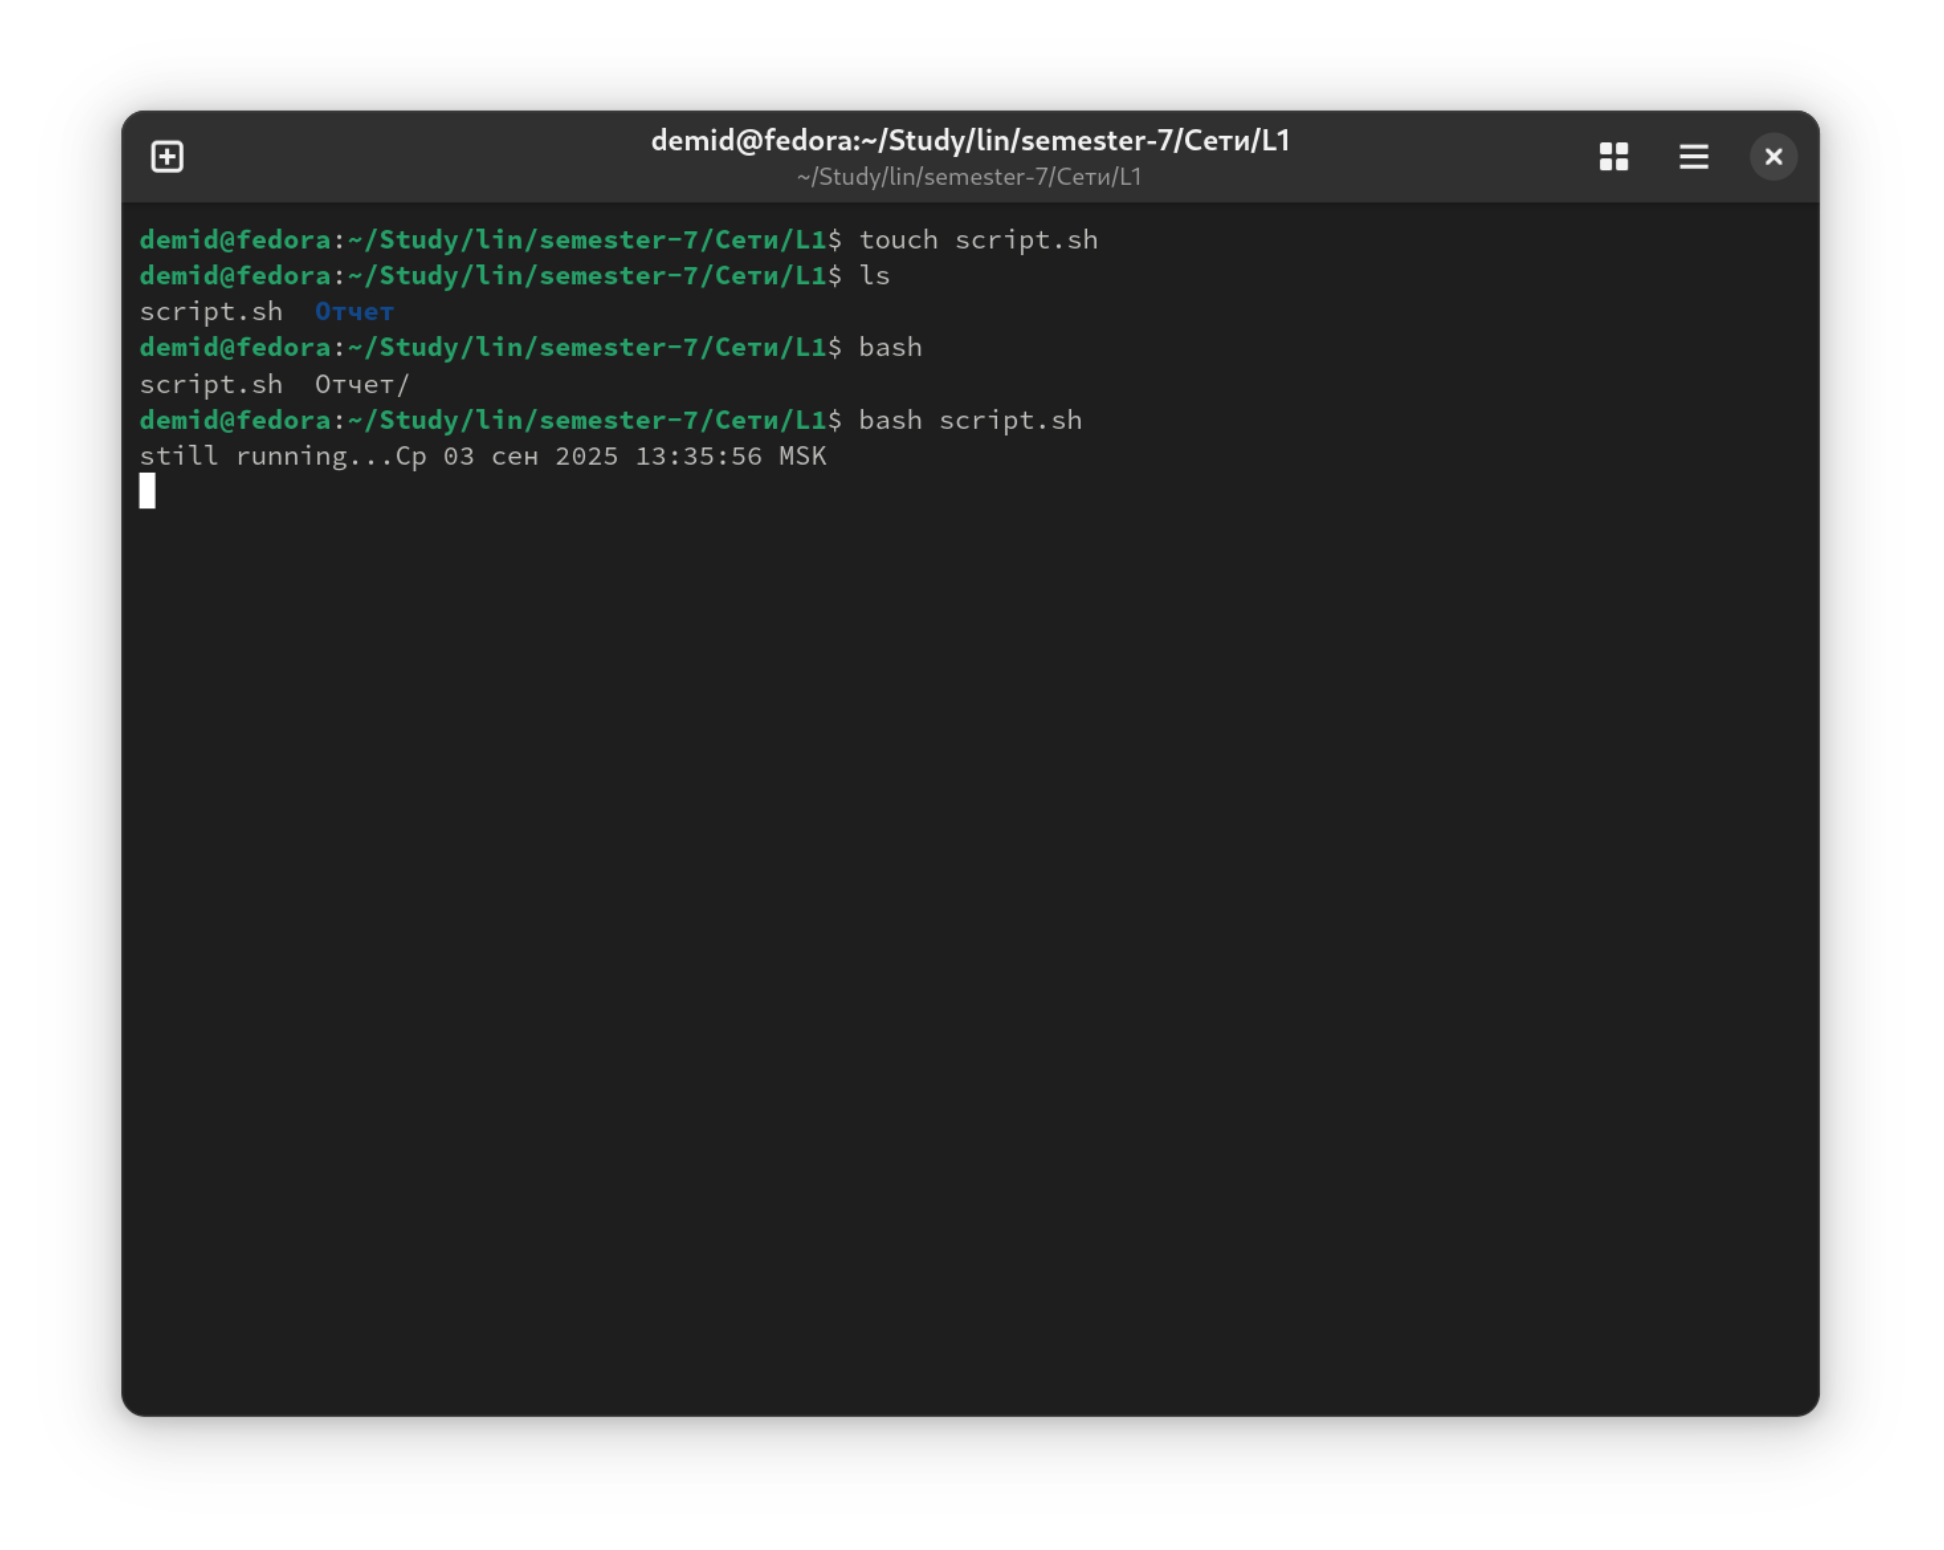 demid@fedora:~/Study/lin/semester-7/Сети/L1
~/Study/lin/semester-7/Сети/L1
demid@fedora:~/Study/lin/semester-7/Сети/L1$ touch script.sh
demid@fedora:~/Study/lin/semester-7/Сети/L1$ ls
script.sh  Отчет
demid@fedora:~/Study/lin/semester-7/Сети/L1$ bash
script.sh  Отчет/
demid@fedora:~/Study/lin/semester-7/Сети/L1$ bash script.sh
still running...Ср 03 сен 2025 13:35:56 MSK